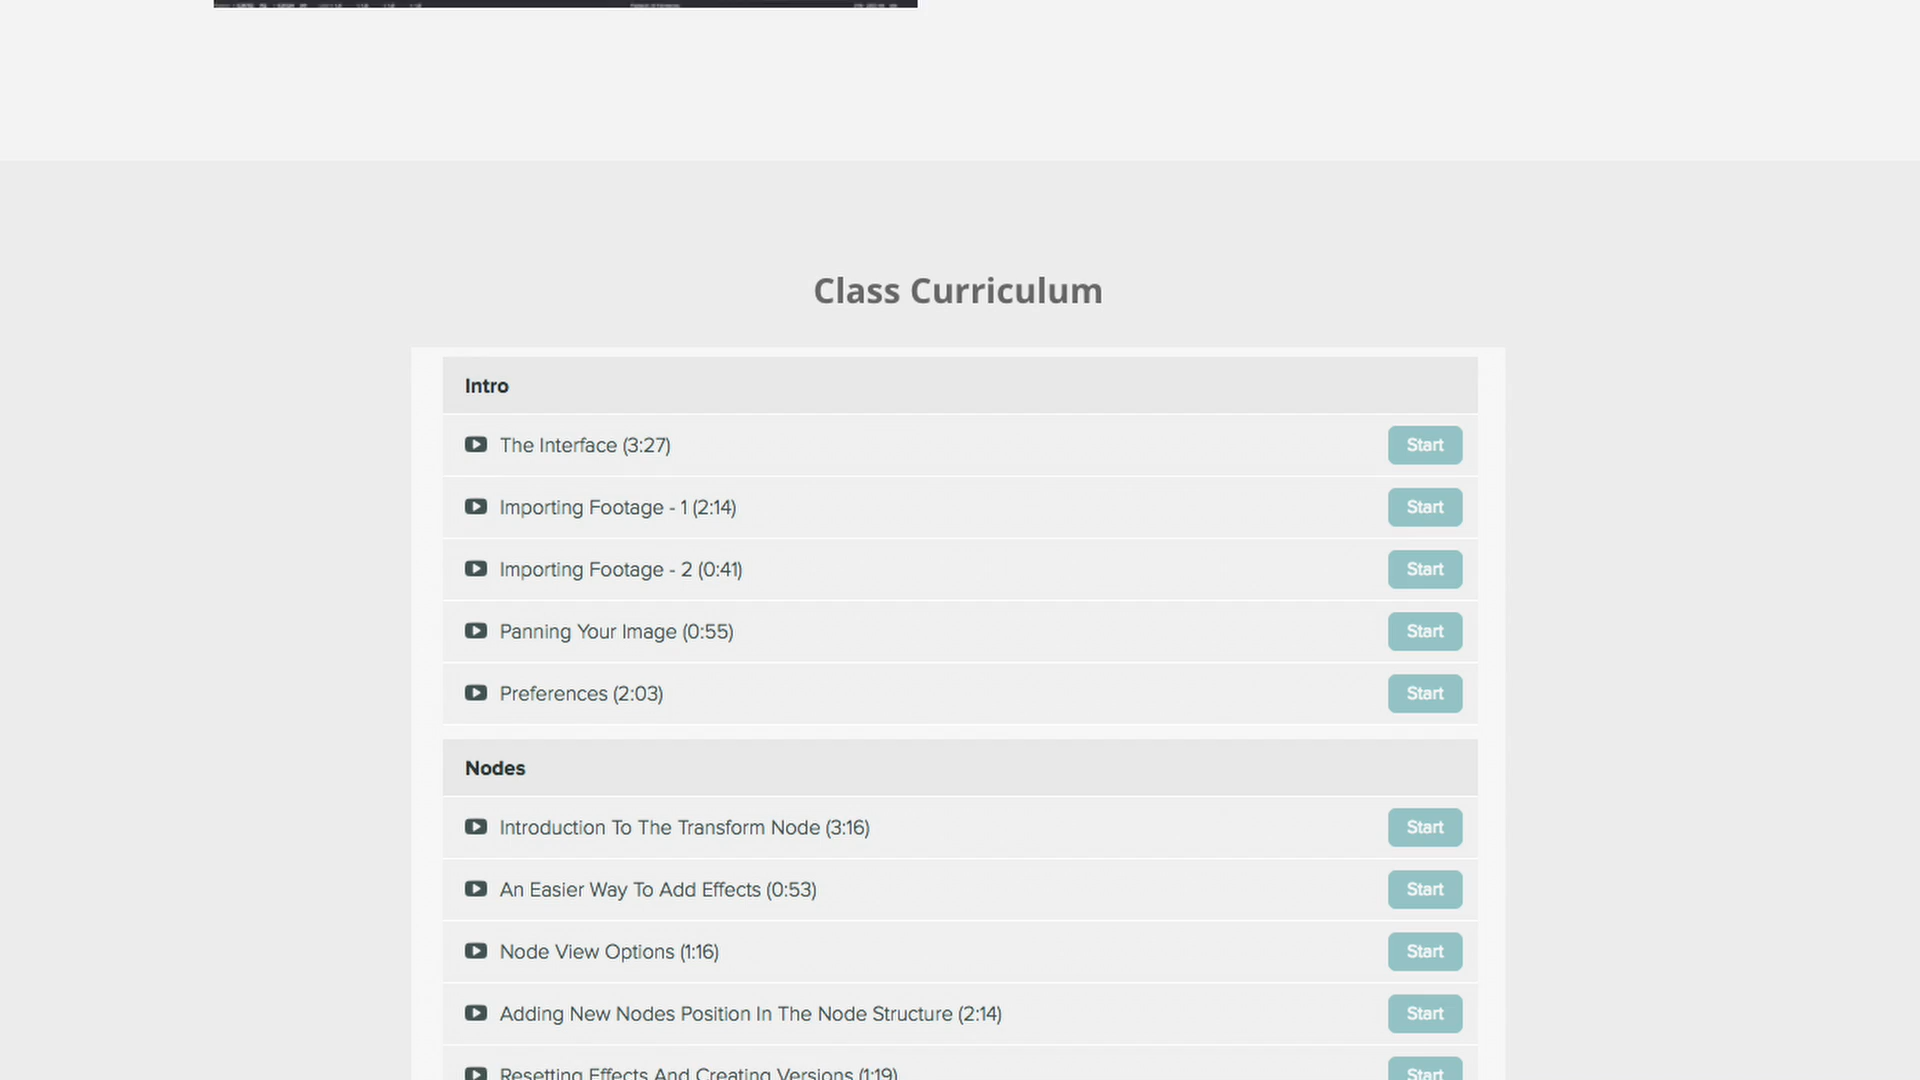 Class Curriculum
Intro
The Interface (3:27)
Start
Importing Footage - 1 (2:14)
Start
Importing Footage - 2 (0:41)
Start
Panning Your Image (0:55)
Start
Preferences (2:03)
Start
Nodes
Introduction To The Transform Node (3:16)
Start
An Easier Way To Add Effects (0:53)
Start
Node View Options (1:16)
Start
Adding New Nodes Position In The Node Structure (2:14)
Start
Resetting Effects And Creating Versions (1:19)
Start